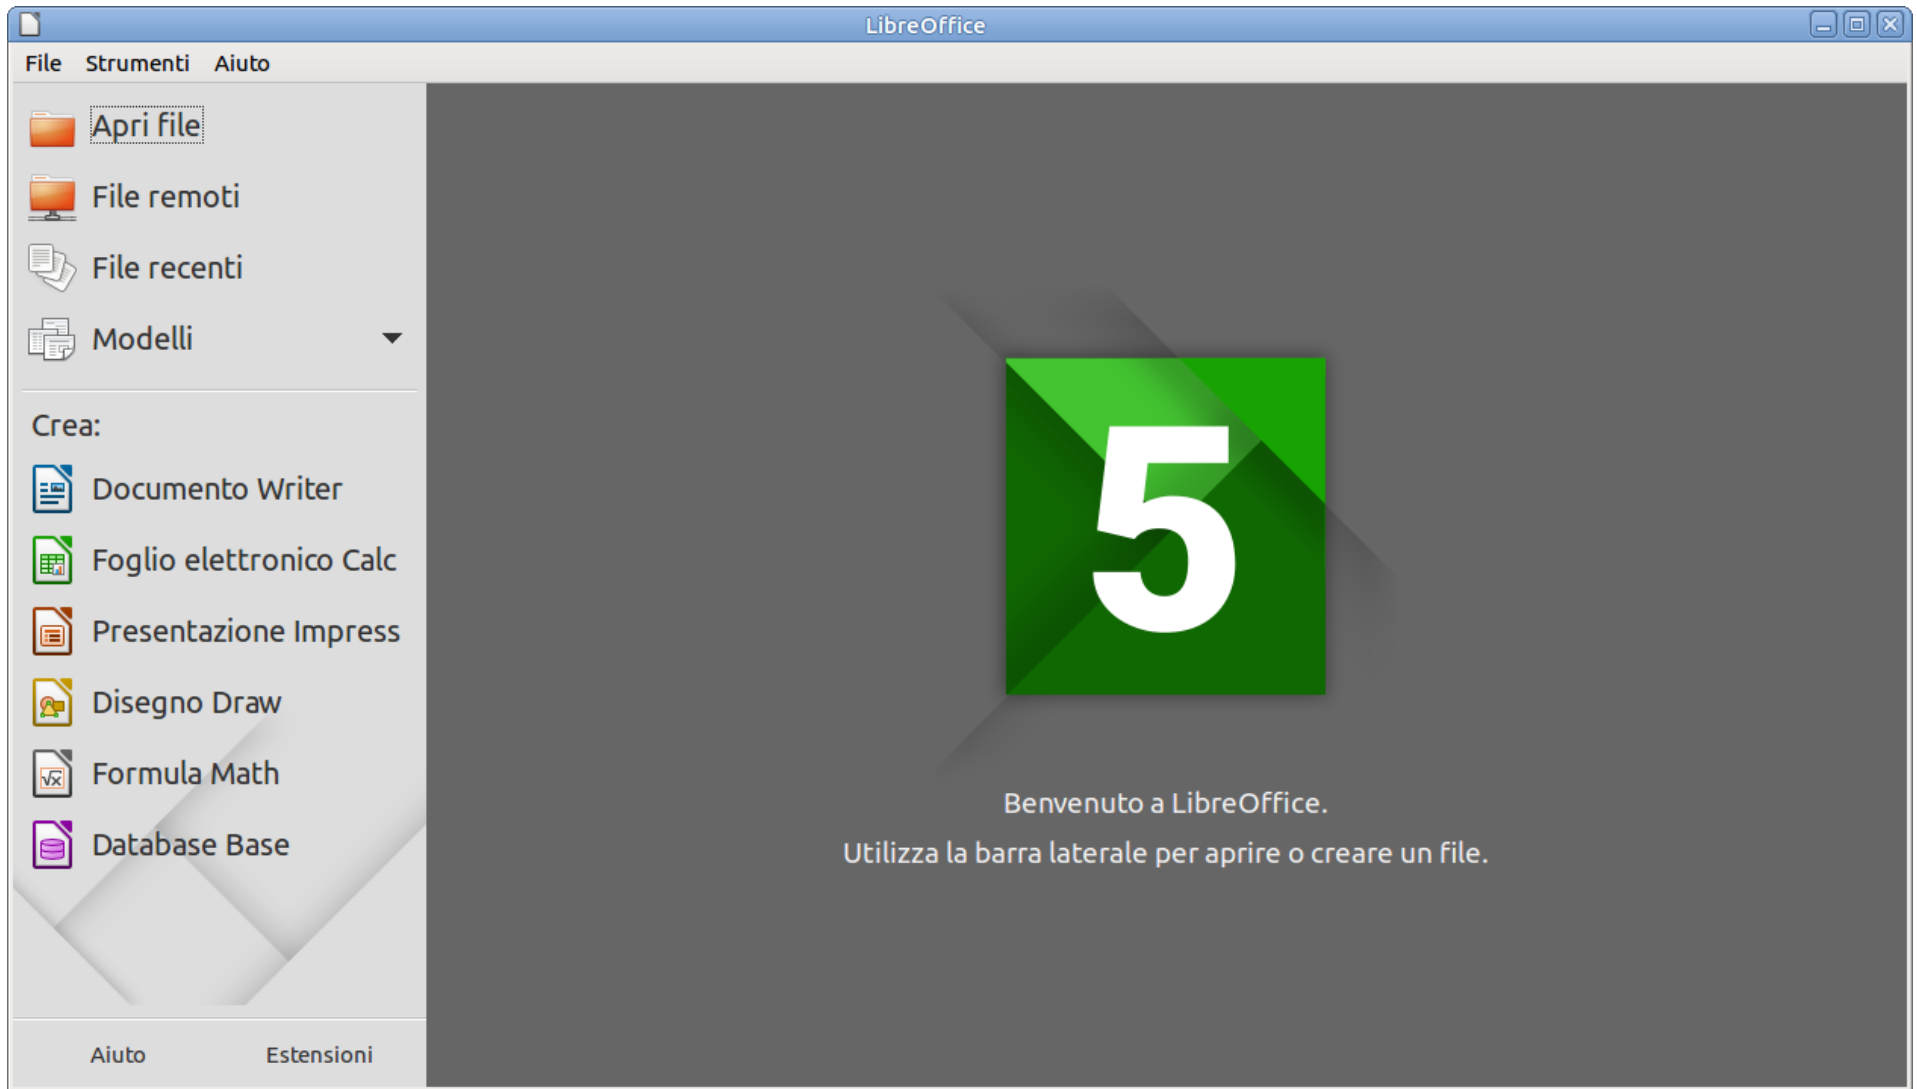 LibreOffice
File Strumenti Aiuto
Apri file
File remoti
File recenti
Modelli
Crea:
Documento Writer
Foglio elettronico Calc
Presentazione Impress
Disegno Draw
Formula Math
Database Base
Aiuto Estensioni
5
Benvenuto a LibreOffice.
Utilizza la barra laterale per aprire o creare un file.